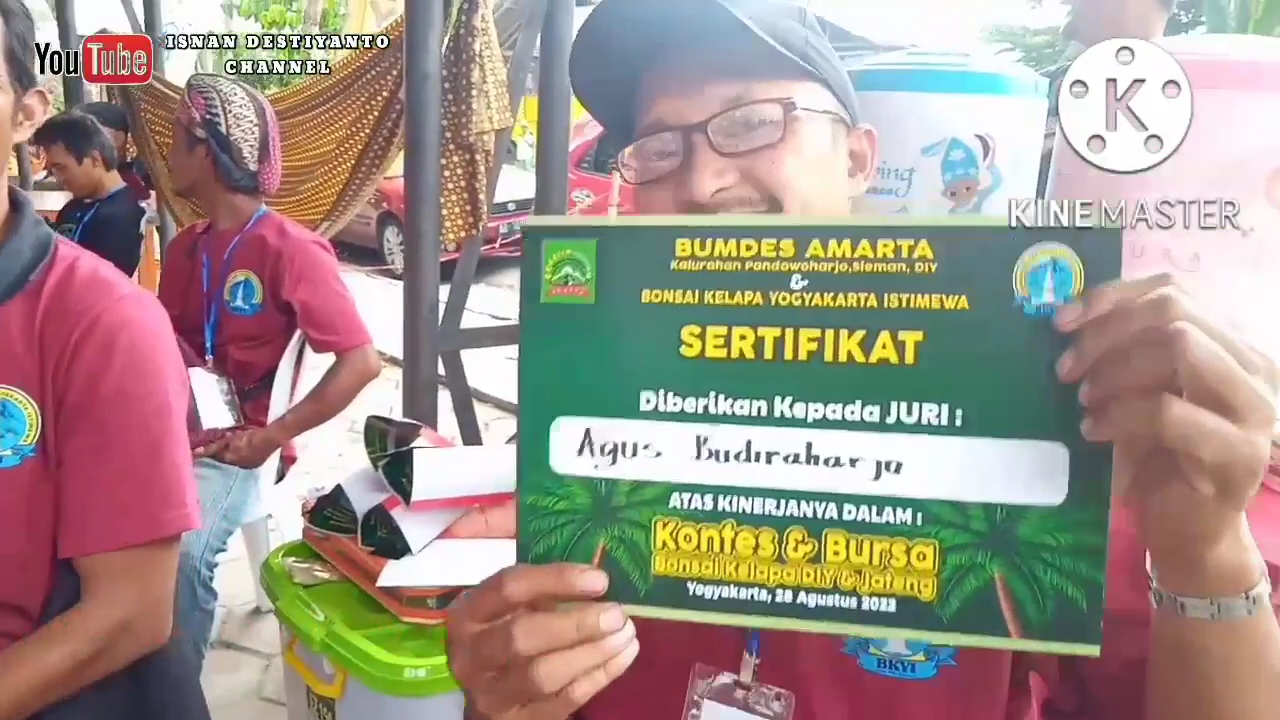 YouTube
ISNAN DESTIYANTO
CHANNEL
K
KINEMASTER
BUMDES AMARTA
Kalurahan Pandowoharjo,Sleman, DIY
&
BONSAI KELAPA YOGYAKARTA ISTIMEWA
SERTIFIKAT
Diberikan Kepada JURI :
Agus Budiraharja
ATAS KINERJANYA DALAM :
Kontes & Bursa
Bonsai Kelapa DIY & Jateng
Yogyakarta, 28 Agustus 2022
BKYI